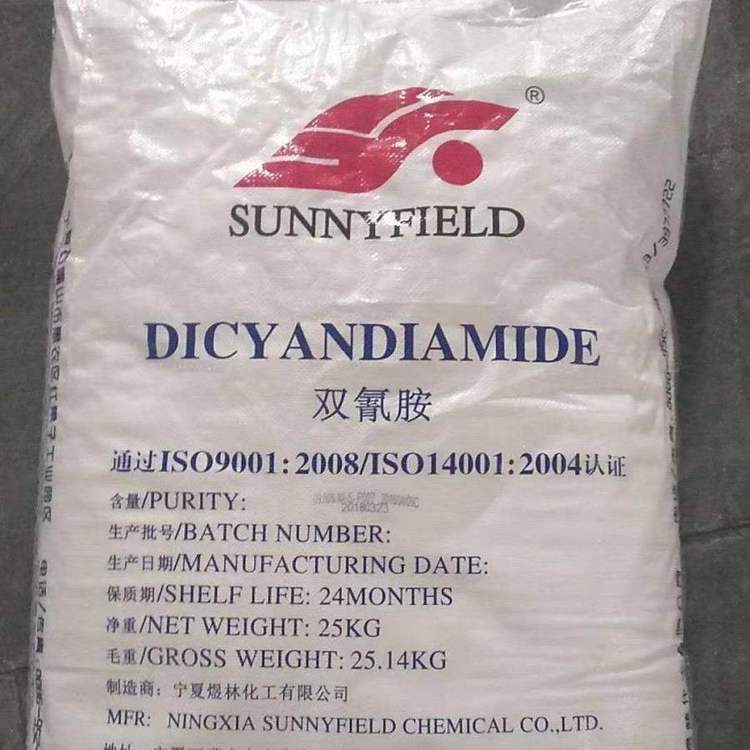 ®
SUNNYFIELD
DICYANDIAMIDE
双氰胺
通过ISO9001:2008/ISO14001:2004认证
含量/PURITY:
20180323
生产批号/BATCH NUMBER:
生产日期/MANUFACTURING DATE:
保质期/SHELF LIFE: 24MONTHS
净重/NET WEIGHT: 25KG
毛重/GROSS WEIGHT: 25.14KG
制造商：宁夏煜林化工有限公司
MFR: NINGXIA SUNNYFIELD CHEMICAL CO.,LTD.